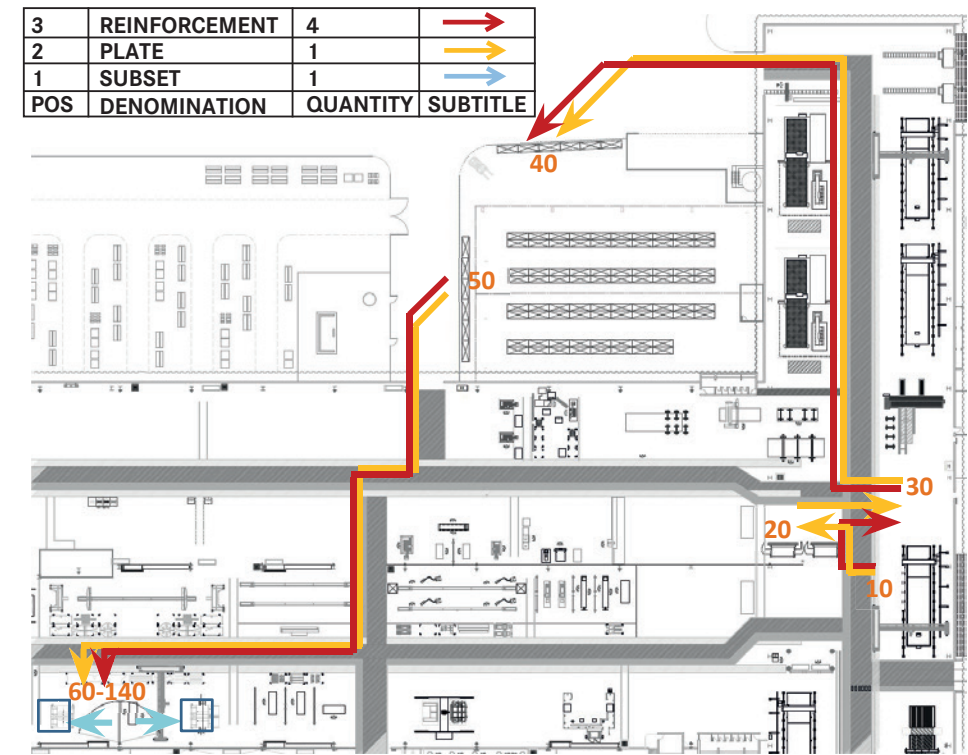 3 REINFORCEMENT 4
2 PLATE 1
1 SUBSET 1
POS DENOMINATION QUANTITY SUBTITLE
40
50
30
20
10
60-140